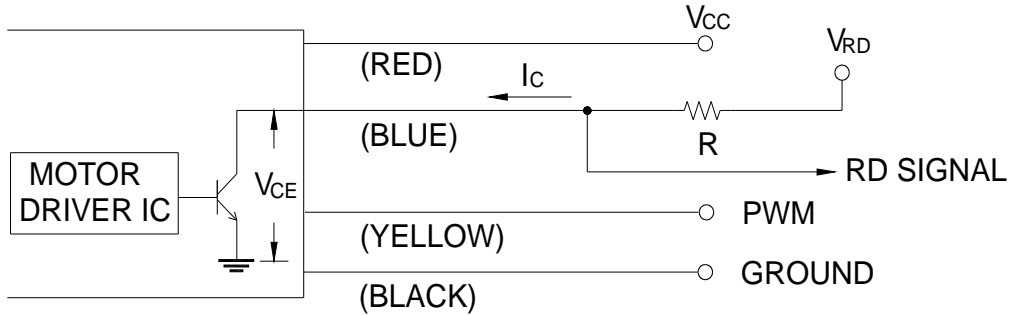 VCC
(RED)
VRD
IC
(BLUE)
R
MOTOR
DRIVER IC
VCE
RD SIGNAL
(YELLOW)
PWM
(BLACK)
GROUND